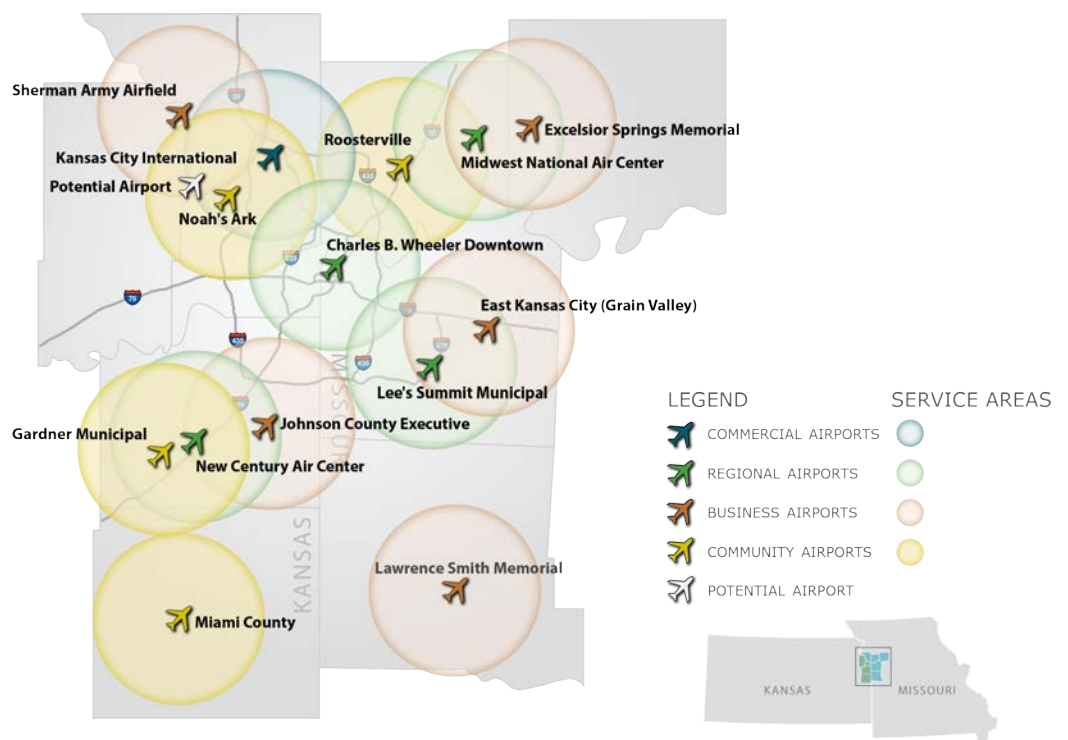 Sherman Army Airfield
Excelsior Springs Memorial
Roosterville
Kansas City International
Midwest National Air Center
Potential Airport
Noah's Ark
Charles B. Wheeler Downtown
70
435
East Kansas City (Grain Valley)
435
MISSOURI
Lee's Summit Municipal
Johnson County Executive
Gardner Municipal
New Century Air Center
KANSAS
Lawrence Smith Memorial
Miami County
LEGEND
SERVICE AREAS
COMMERCIAL AIRPORTS
REGIONAL AIRPORTS
BUSINESS AIRPORTS
COMMUNITY AIRPORTS
POTENTIAL AIRPORT
KANSAS
MISSOURI